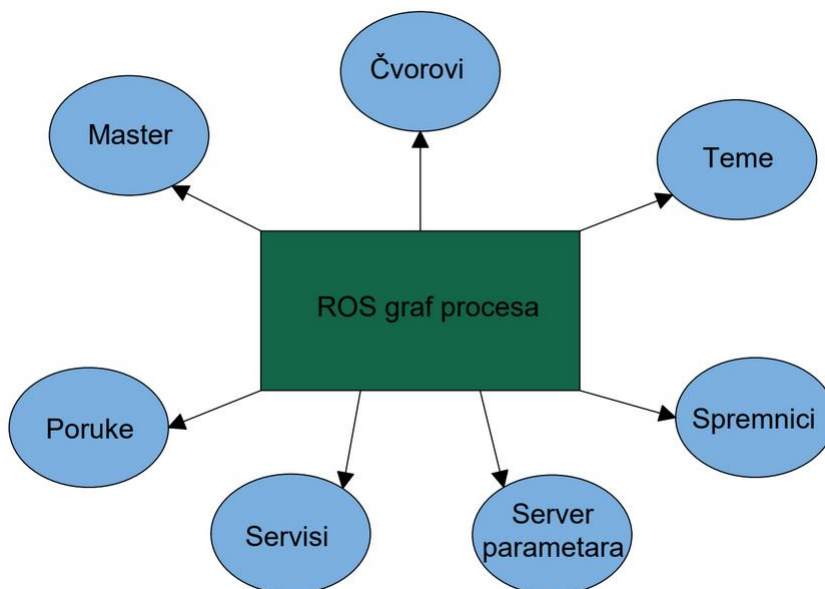 Čvorovi
Master
Teme
ROS graf procesa
Poruke
Spremnici
Servisi
Server
parametara